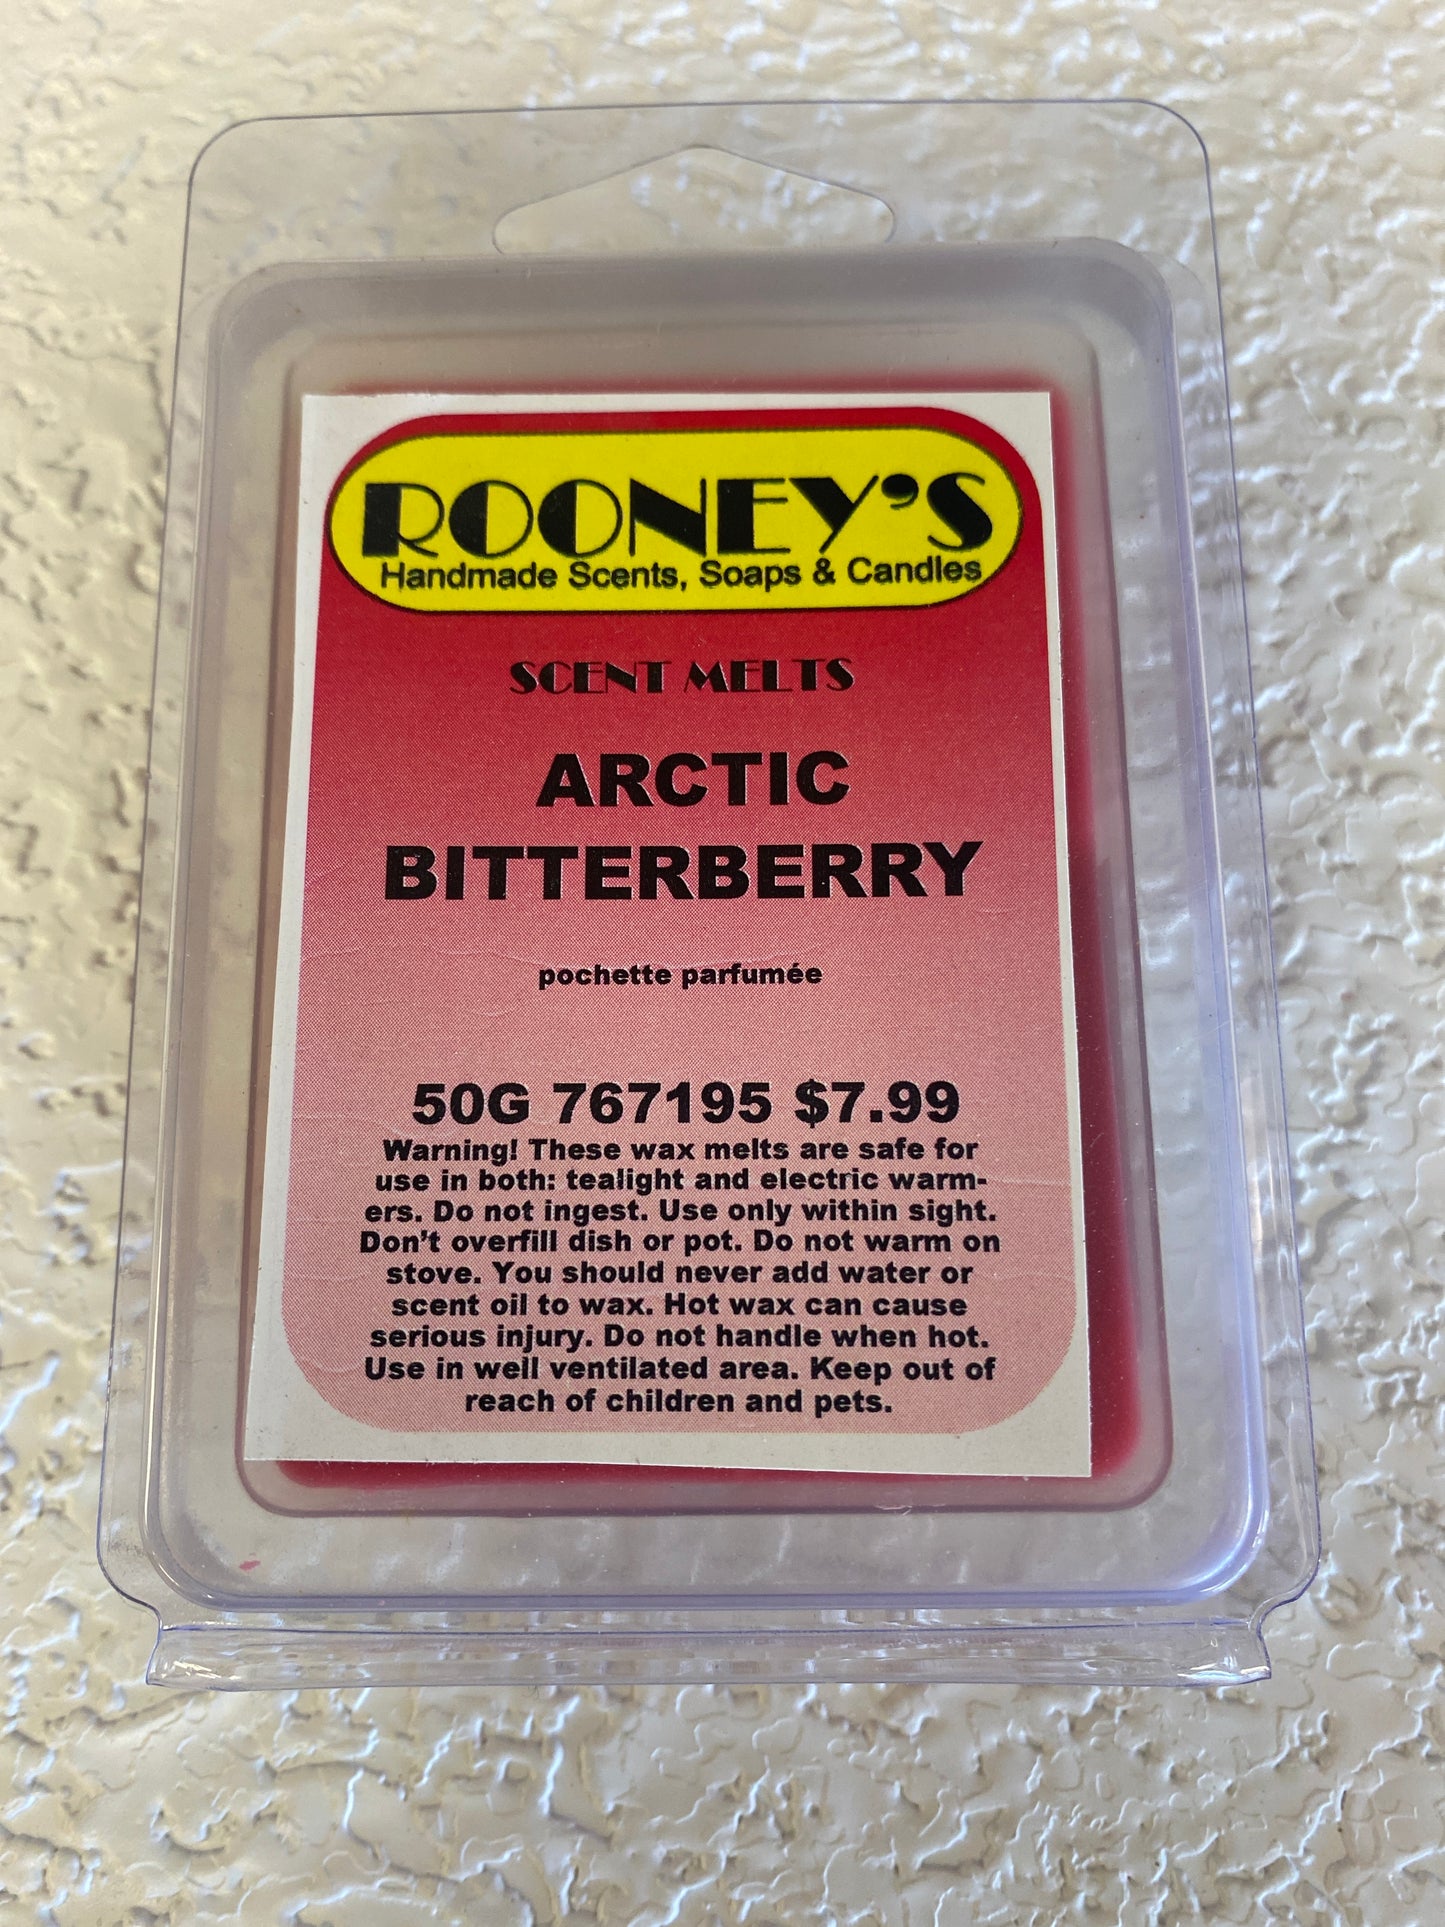 ROONEY'S
Handmade Scents, Soaps & Candles
SCENT MELTS
ARCTIC
BITTERBERRY
pochette parfumée
50G 767195 $7.99
Warning! These wax melts are safe for
use in both: tealight and electric warm-
ers. Do not ingest. Use only within sight.
Don't overfill dish or pot. Do not warm on
stove. You should never add water or
scent oil to wax. Hot wax can cause
serious injury. Do not handle when hot.
Use in well ventilated area. Keep out of
reach of children and pets.